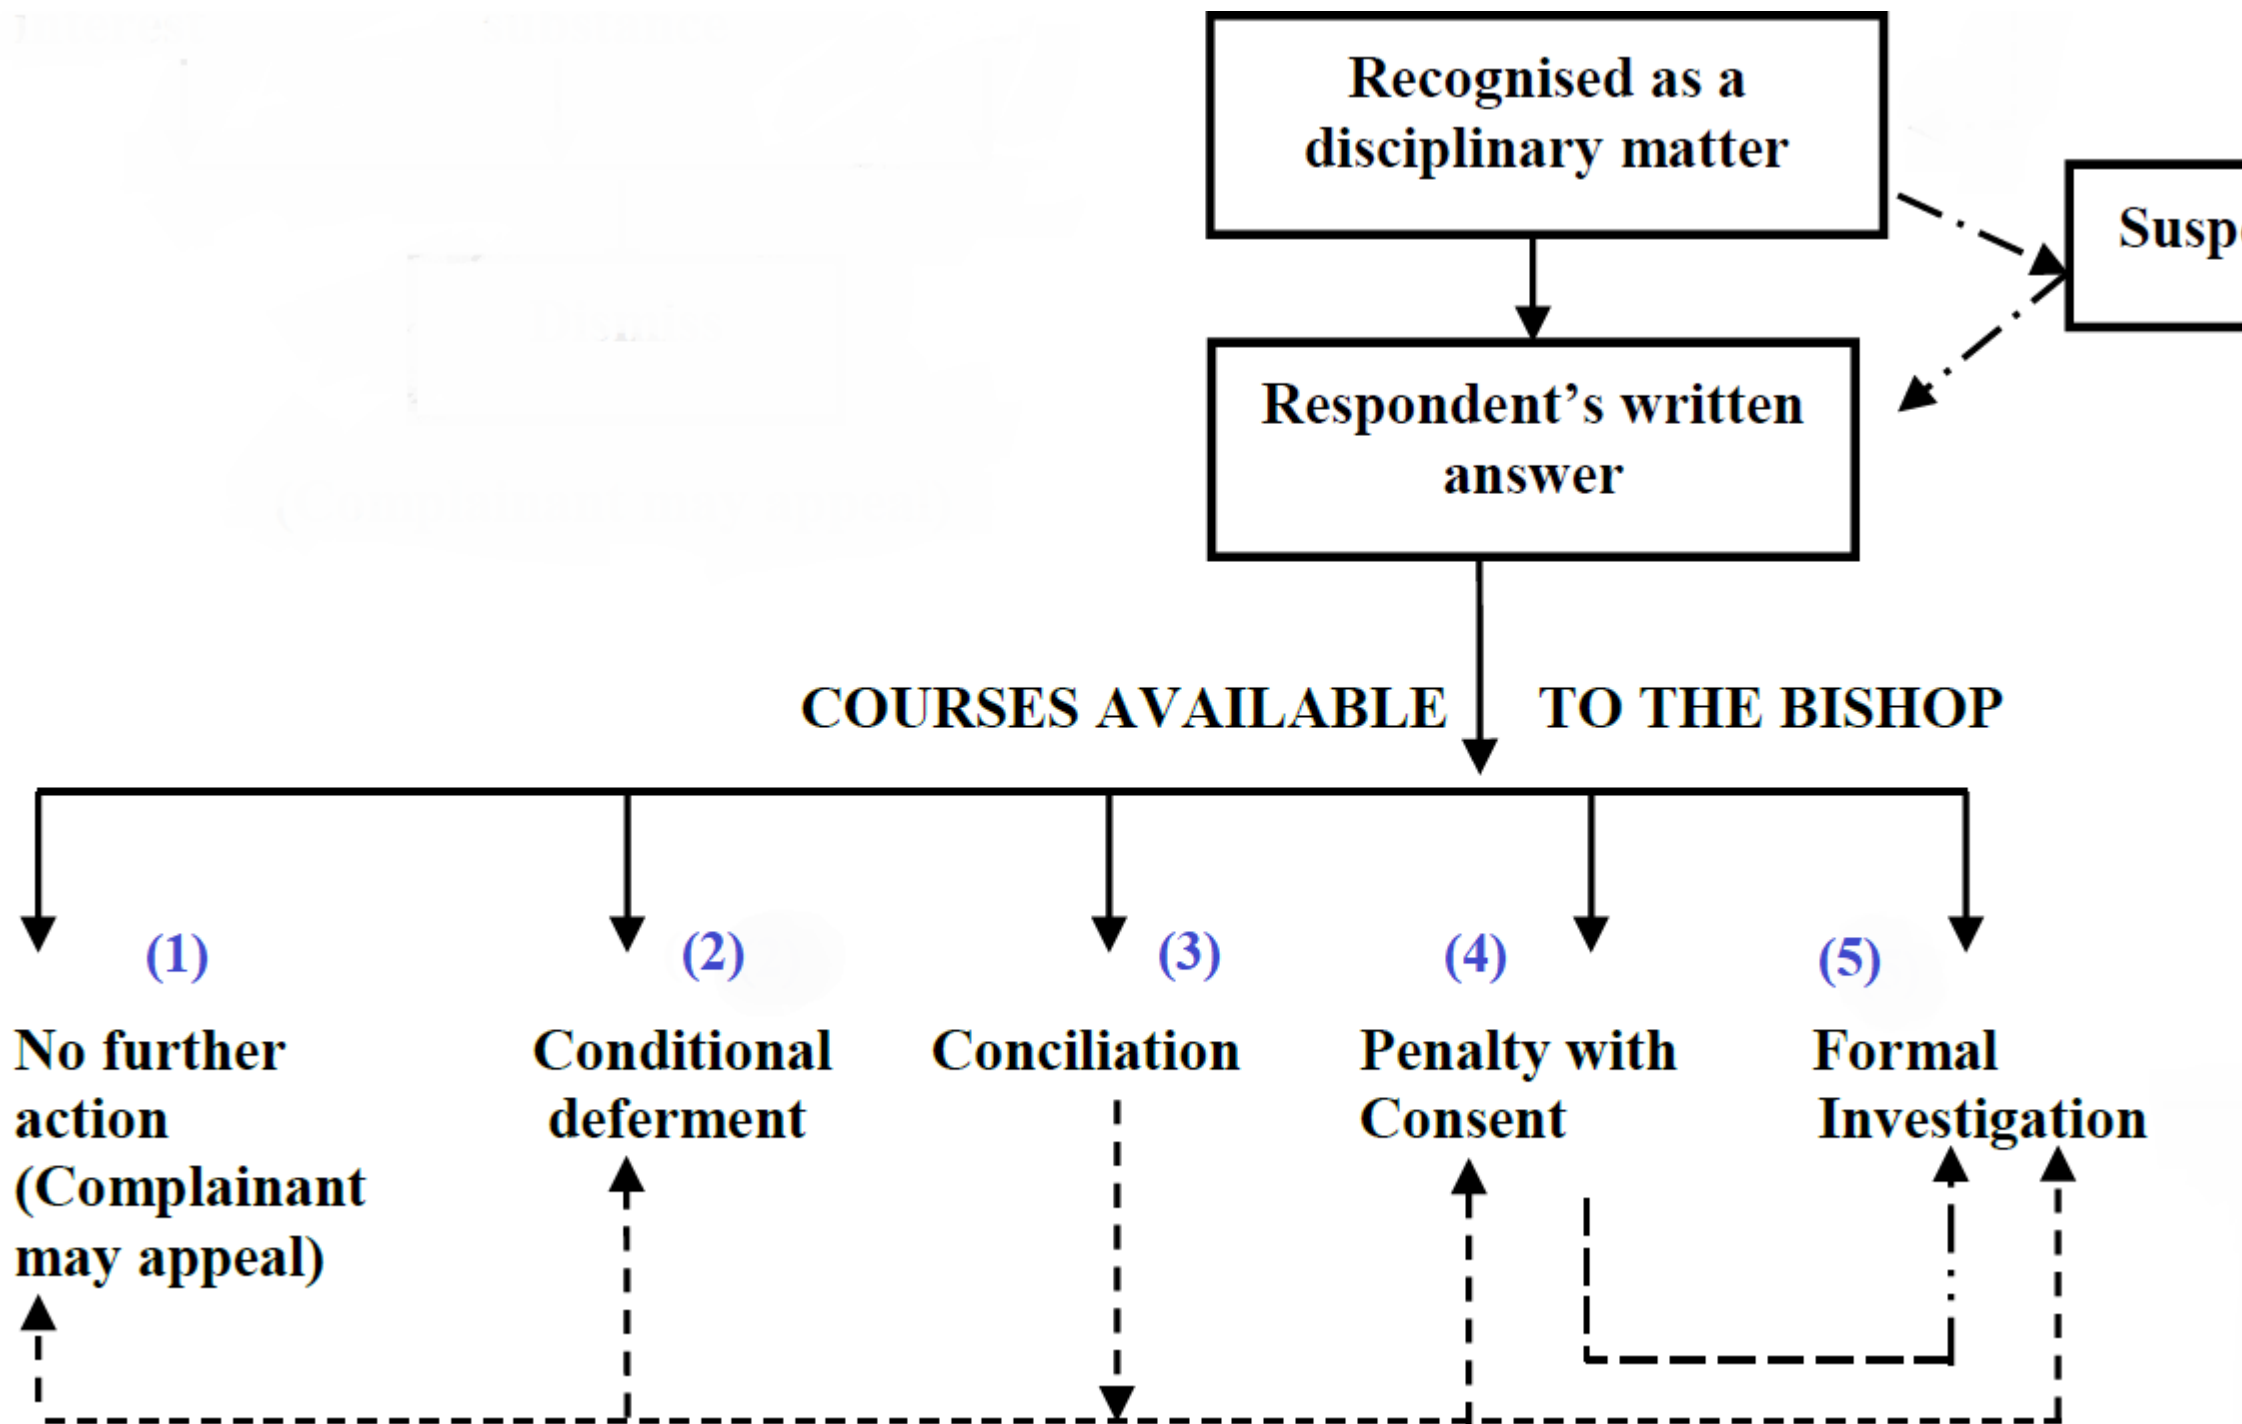 Recognised as a
disciplinary matter
Respondent’s written
answer
COURSES AVAILABLE TO THE BISHOP
(1)
No further
action
(Complainant
may appeal)
(2)
Conditional
deferment
(3)
Conciliation
(4)
Penalty with
Consent
(5)
Formal
Investigation